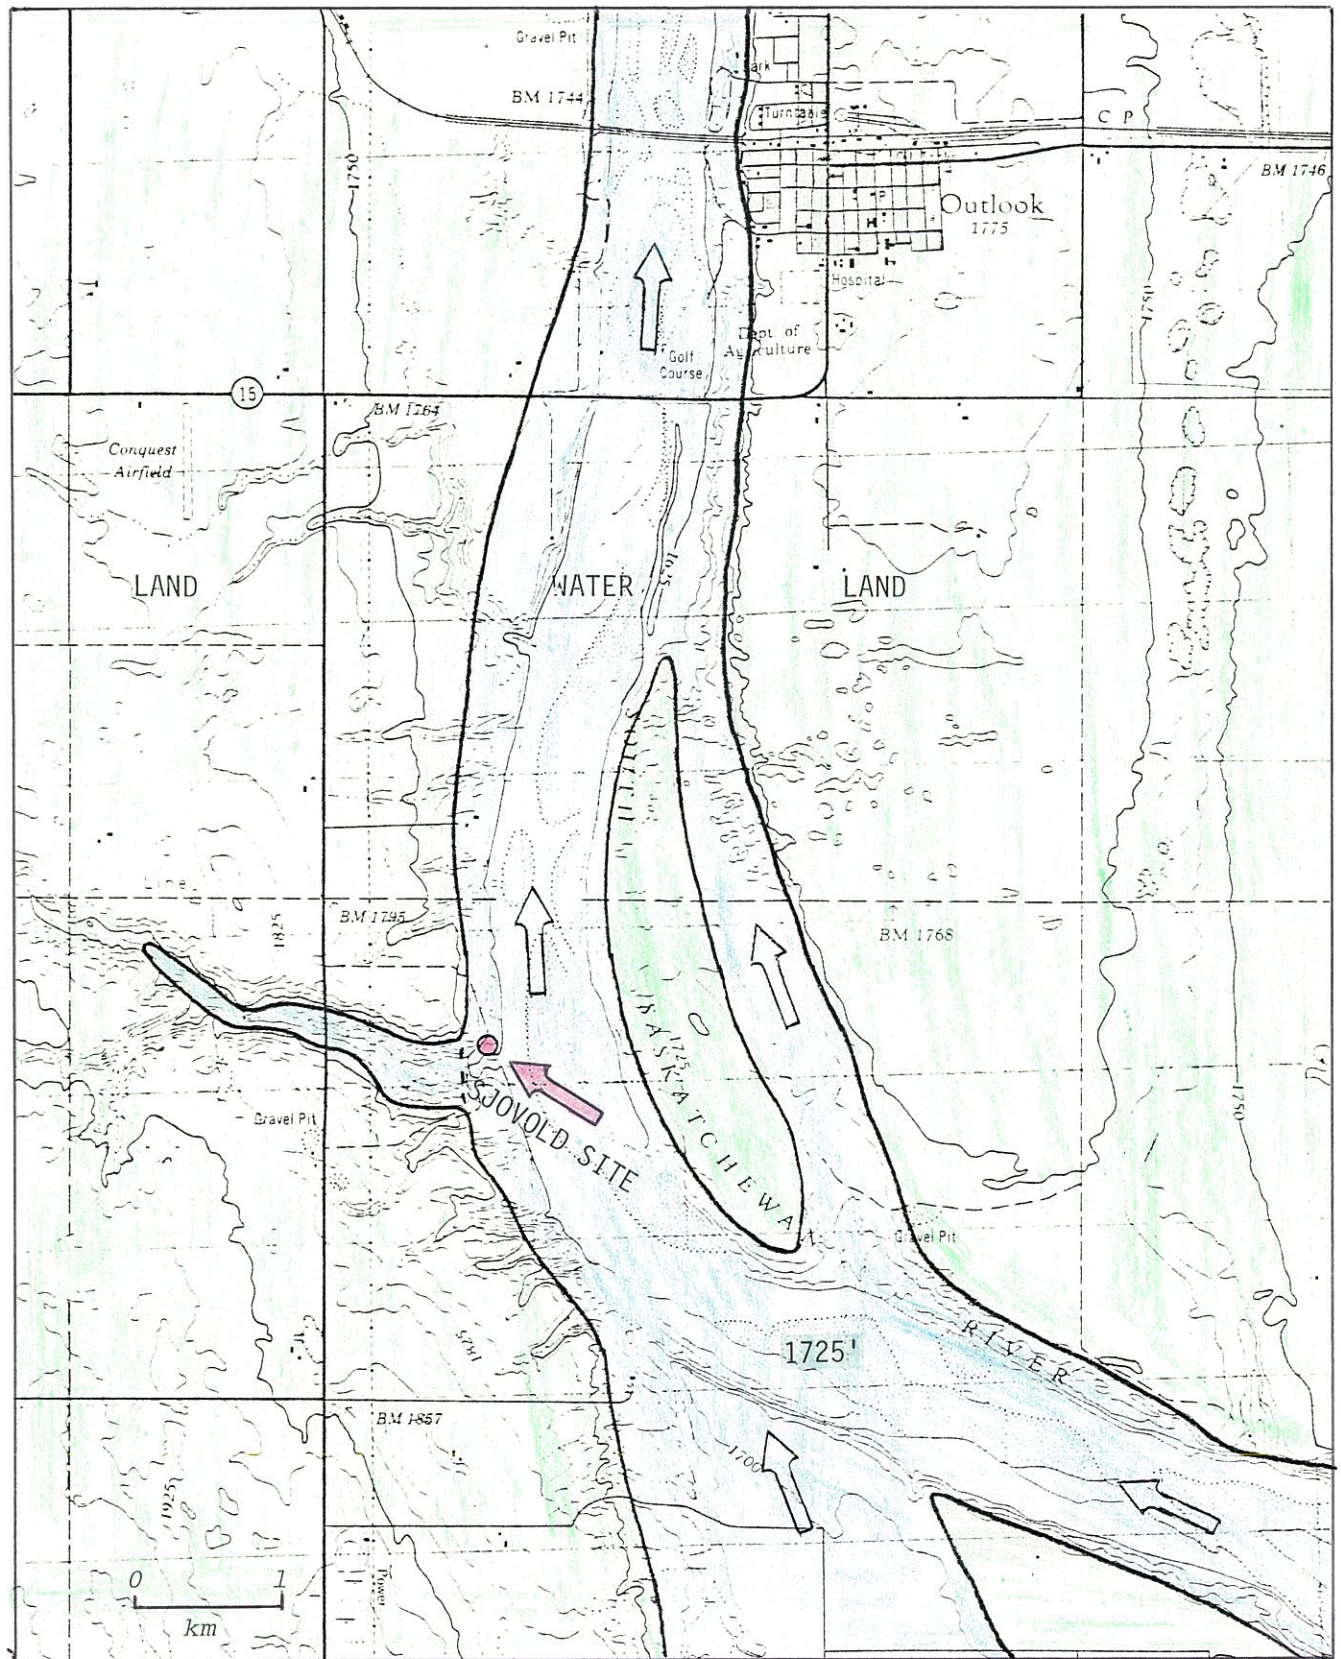 Gravel Pit
BM 1744
Park
Turntable
C P
BM 1746
1750
Outlook
1775
H
Hospital
1750
Dept. of
Agriculture
Golf
Course
15
BM 1764
Conquest
Airfield
1675
LAND
WATER
LAND
SOUTH
Line
1825
BM 1795
BM 1768
1725
SASKATCHEWAN
Gravel Pit
SJOVOLD SITE
1750
Gravel Pit
RIVER
1725'
1825
BM 1857
1700
1925
Power
0 1
km